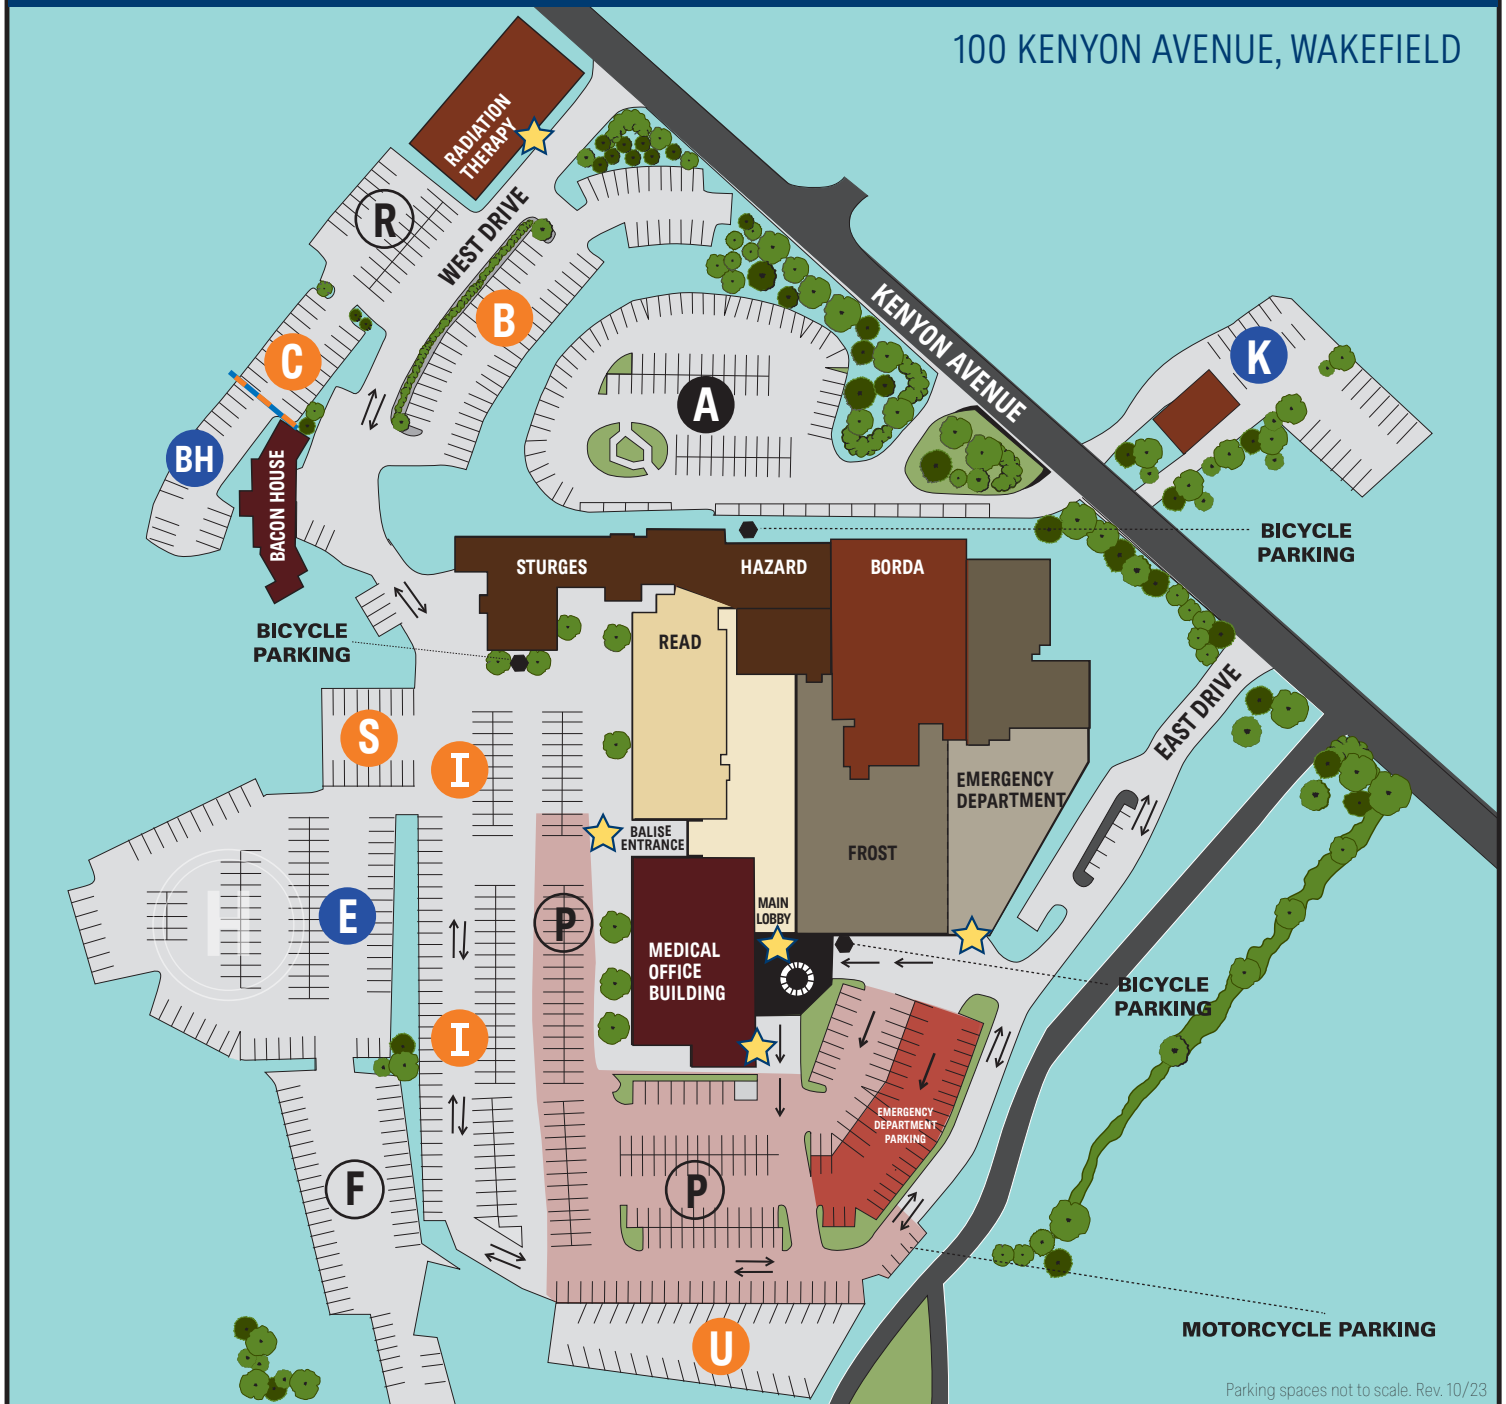 100 KENYON AVENUE, WAKEFIELD
RADIATION
THERAPY
R
WEST DRIVE
B
KENYON AVENUE
C
K
A
BH
BACON HOUSE
BICYCLE
PARKING
STURGES
HAZARD
BORDA
BICYCLE
PARKING
READ
EAST DRIVE
S
I
EMERGENCY
DEPARTMENT
BALISE
ENTRANCE
FROST
H
E
P
MAIN
LOBBY
MEDICAL
OFFICE
BUILDING
BICYCLE
PARKING
I
EMERGENCY
DEPARTMENT
PARKING
F
P
MOTORCYCLE PARKING
U
Parking spaces not to scale. Rev. 10/23